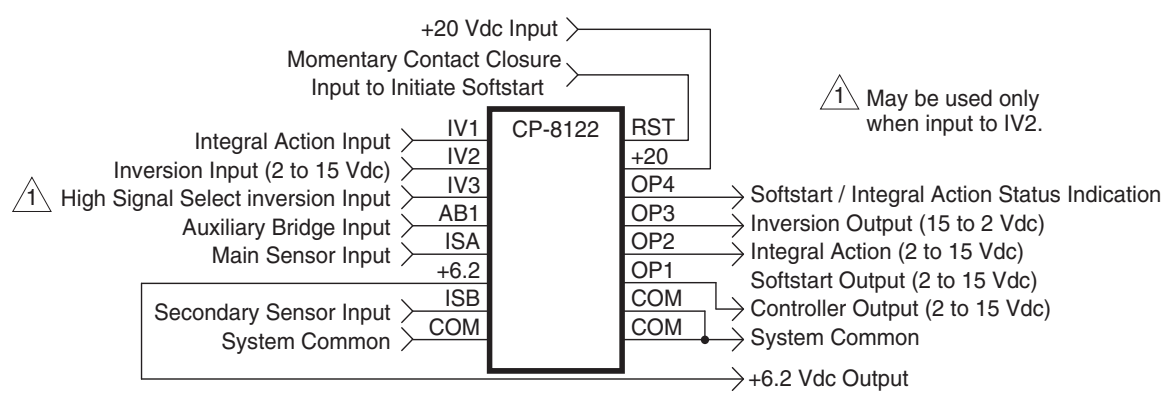 +20 Vdc Input
Momentary Contact Closure
Input to Initiate Softstart
1 May be used only
when input to IV2.
CP-8122
IV1
IV2
IV3
AB1
ISA
+6.2
ISB
COM
RST
+20
OP4
OP3
OP2
OP1
COM
COM
Integral Action Input
Inversion Input (2 to 15 Vdc)
1 High Signal Select inversion Input
Auxiliary Bridge Input
Main Sensor Input
Secondary Sensor Input
System Common
Softstart / Integral Action Status Indication
Inversion Output (15 to 2 Vdc)
Integral Action (2 to 15 Vdc)
Softstart Output (2 to 15 Vdc)
Controller Output (2 to 15 Vdc)
System Common
+6.2 Vdc Output